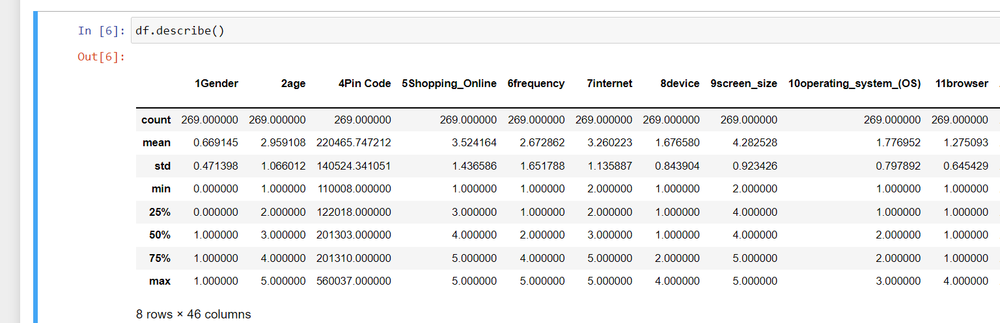 In [6]: df.describe()
Out[6]:
1Gender 2age 4Pin Code 5Shopping_Online 6frequency 7internet 8device 9screen_size 10operating_system_(OS) 11browser
count 269.000000 269.000000 269.000000 269.000000 269.000000 269.000000 269.000000 269.000000 269.000000 269.000000
mean 0.669145 2.959108 220465.747212 3.524164 2.672862 3.260223 1.676580 4.282528 1.776952 1.275093
std 0.471398 1.066012 140524.341051 1.436586 1.651788 1.135887 0.843904 0.923426 0.797892 0.645429
min 0.000000 1.000000 110008.000000 1.000000 1.000000 2.000000 1.000000 2.000000 1.000000 1.000000
25% 0.000000 2.000000 122018.000000 3.000000 1.000000 2.000000 1.000000 4.000000 1.000000 1.000000
50% 1.000000 3.000000 201303.000000 4.000000 2.000000 3.000000 1.000000 4.000000 2.000000 1.000000
75% 1.000000 4.000000 201310.000000 5.000000 4.000000 5.000000 2.000000 5.000000 2.000000 1.000000
max 1.000000 5.000000 560037.000000 5.000000 5.000000 5.000000 4.000000 5.000000 3.000000 4.000000
8 rows × 46 columns